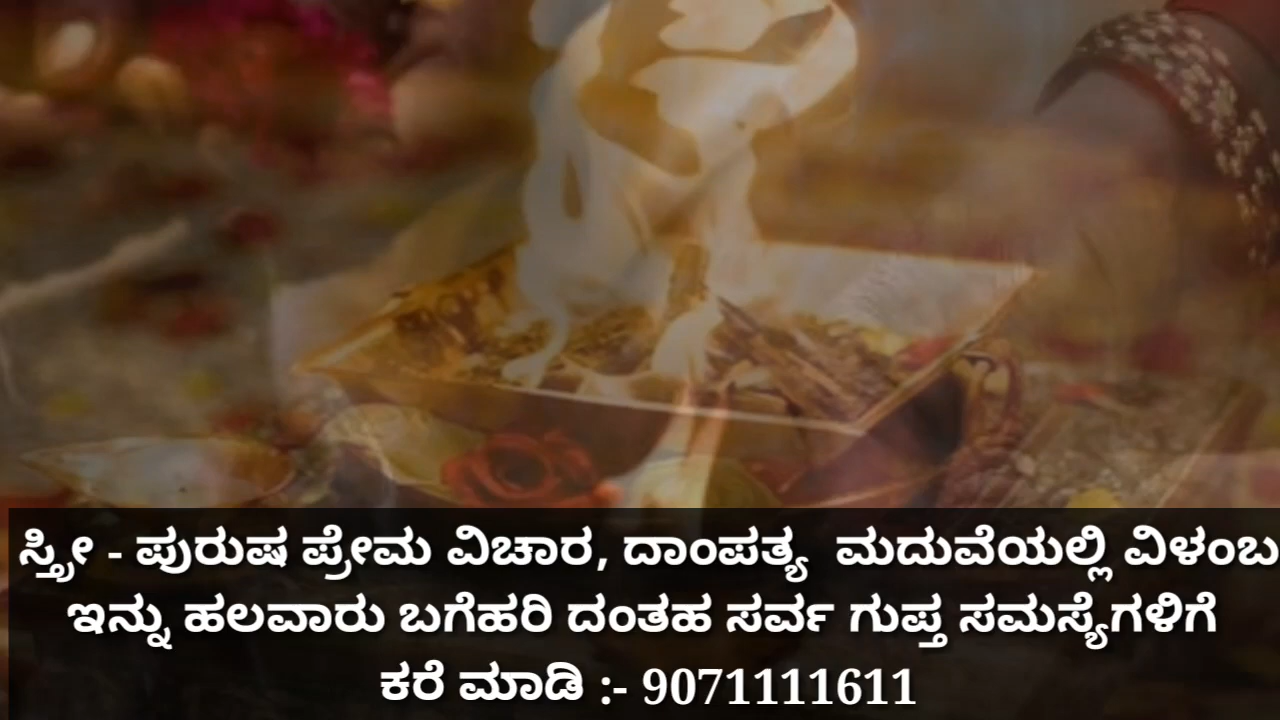 ಸ್ತ್ರೀ - ಪುರುಷ ಪ್ರೇಮ ವಿಚಾರ, ದಾಂಪತ್ಯ ಮದುವೆಯಲ್ಲಿ ವಿಳಂಬ
ಇನ್ನು ಹಲವಾರು ಬಗೆಹರಿ ದಂತಹ ಸರ್ವ ಗುಪ್ತ ಸಮಸ್ಯೆಗಳಿಗೆ
ಕರೆ ಮಾಡಿ :- 9071111611